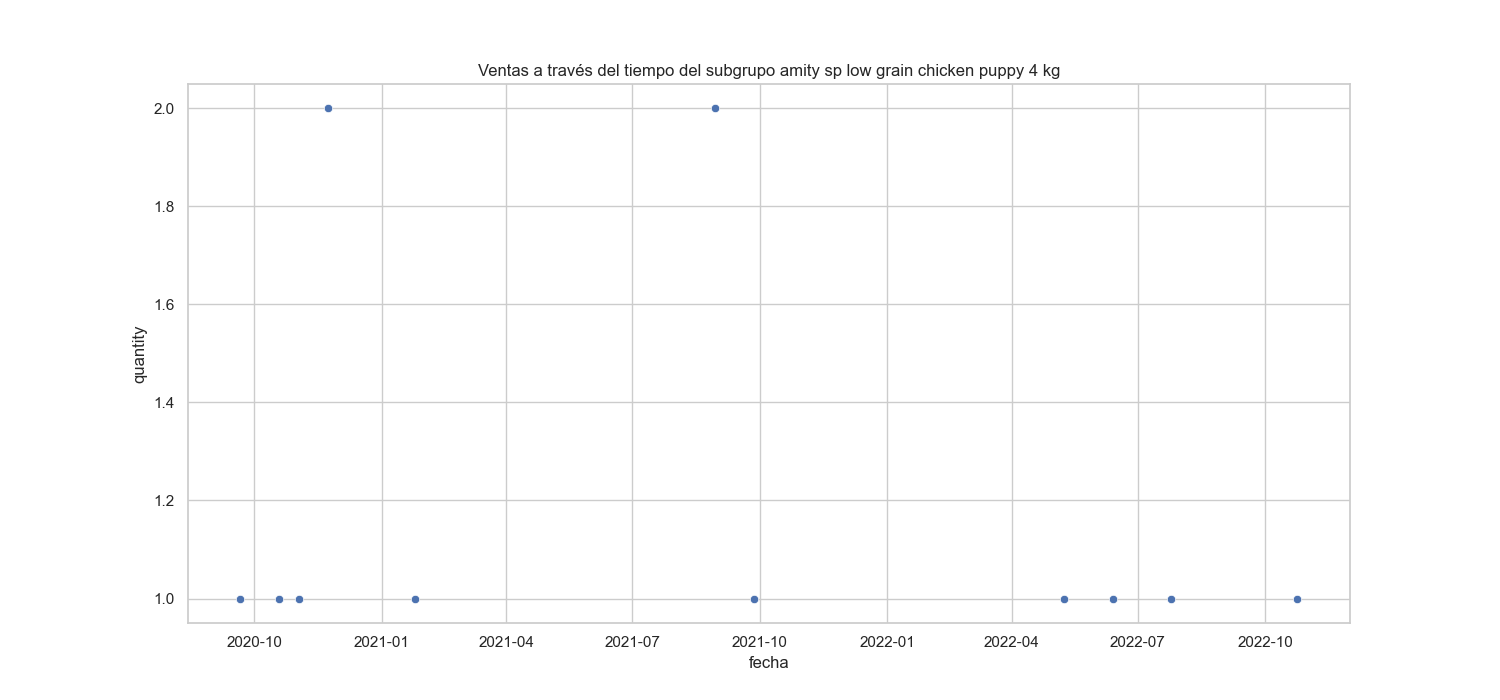 Ventas a través del tiempo del subgrupo amity sp low grain chicken puppy 4 kg
2.0
1.8
1.6
1.4
1.2
1.0
quantity
2020-10 2021-01 2021-04 2021-07 2021-10 2022-01 2022-04 2022-07 2022-10
fecha